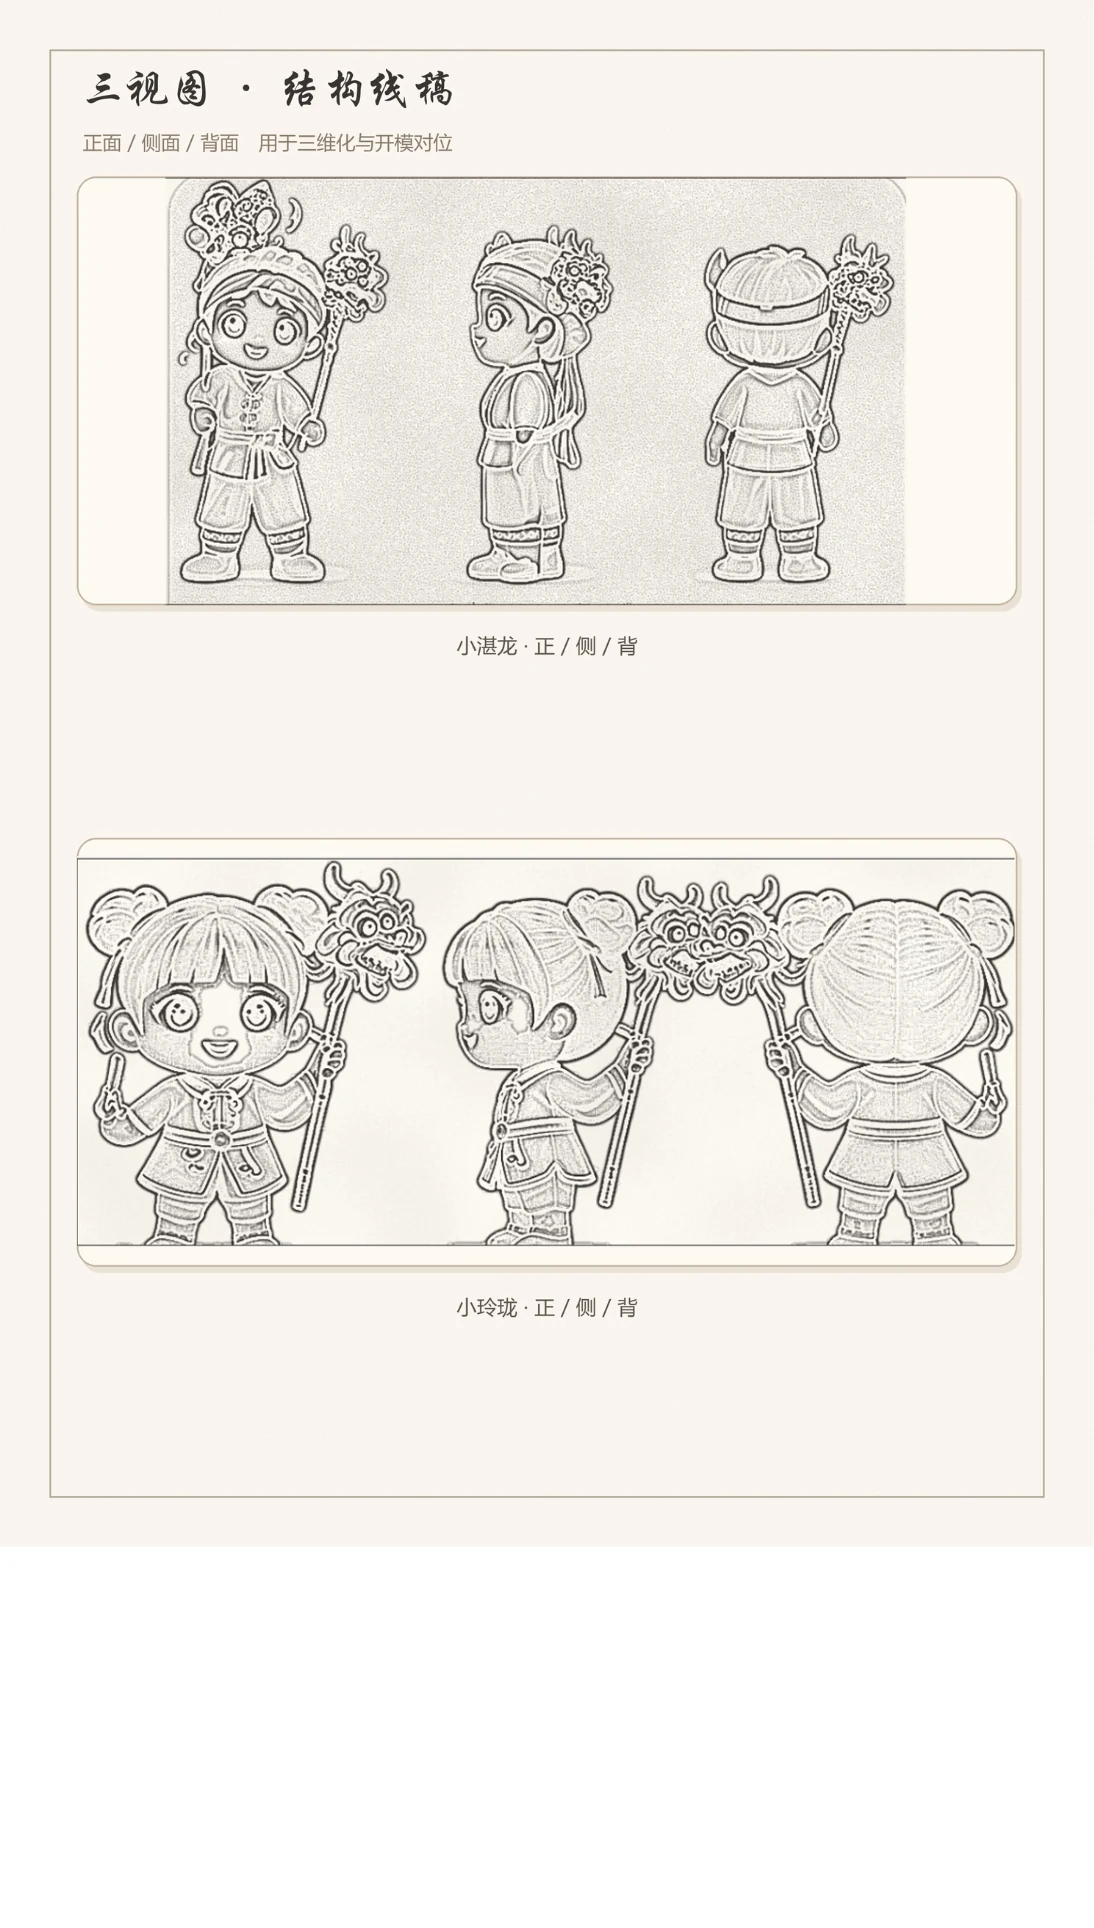 三视图 · 结构线稿
正面 / 侧面 / 背面 用于三维化与开模对位
小湛龙 · 正 / 侧 / 背
小玲珑 · 正 / 侧 / 背